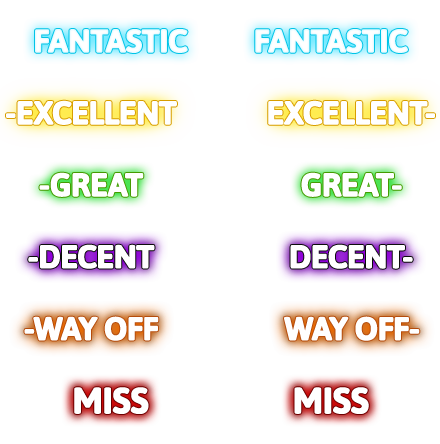 FANTASTIC FANTASTIC
-EXCELLENT EXCELLENT-
-GREAT GREAT-
-DECENT DECENT-
-WAY OFF WAY OFF-
MISS MISS